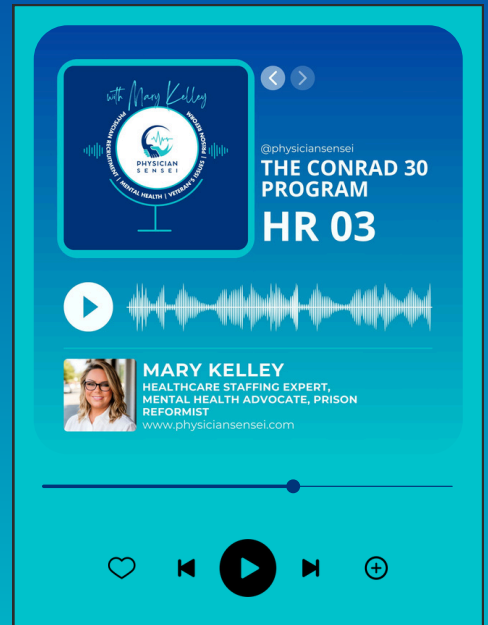 with Mary Kelley
PHYSICIAN RECRUITMENT | MENTAL HEALTH | VETERAN'S ISSUES | PRISON REFORM
PHYSICIAN
SENSEI
@physiciansensei
THE CONRAD 30
PROGRAM
HR 03
MARY KELLEY
HEALTHCARE STAFFING EXPERT,
MENTAL HEALTH ADVOCATE, PRISON
REFORMIST
www.physiciansensei.com